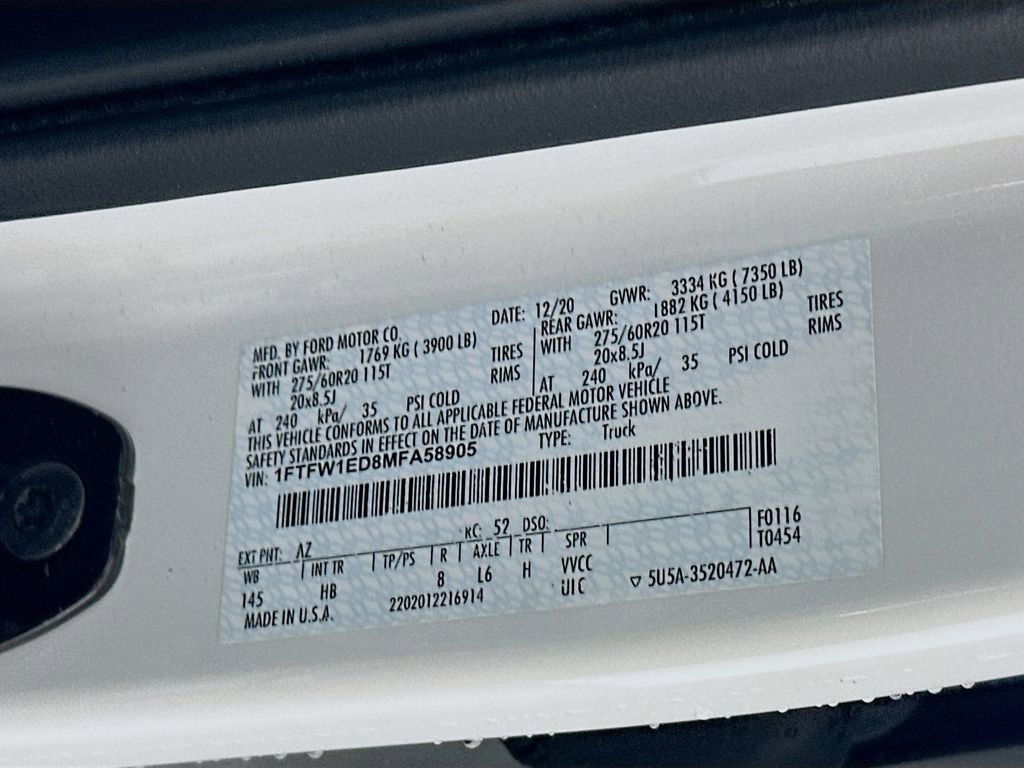 MFD. BY FORD MOTOR CO.
DATE: 12/20 GVWR: 3334 KG ( 7350 LB)
FRONT GAWR: 1769 KG ( 3900 LB)
WITH 275/60R20 115T TIRES
20x8.5J RIMS
AT 240 kPa/ 35 PSI COLD
REAR GAWR: 1882 KG ( 4150 LB)
WITH 275/60R20 115T TIRES
20x8.5J RIMS
AT 240 kPa/ 35 PSI COLD
THIS VEHICLE CONFORMS TO ALL APPLICABLE FEDERAL MOTOR VEHICLE
SAFETY STANDARDS IN EFFECT ON THE DATE OF MANUFACTURE SHOWN ABOVE.
VIN: 1FTFW1ED8MFA58905 TYPE: Truck
EXT PNT: AZ RC: 52 DSO: F0116
WB INT TR TP/PS R AXLE TR SPR T0454
145 HB 8 L6 H VVCC
UIC
MADE IN U.S.A. 2202012216914 ▽ 5U5A-3520472-AA